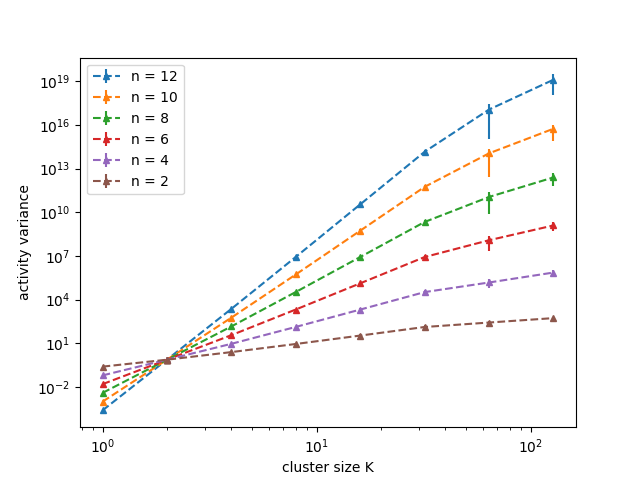 n = 12
n = 10
n = 8
n = 6
n = 4
n = 2
10^19
10^16
10^13
10^10
10^7
10^4
10^1
10^−2
activity variance
10^0
10^1
10^2
cluster size K